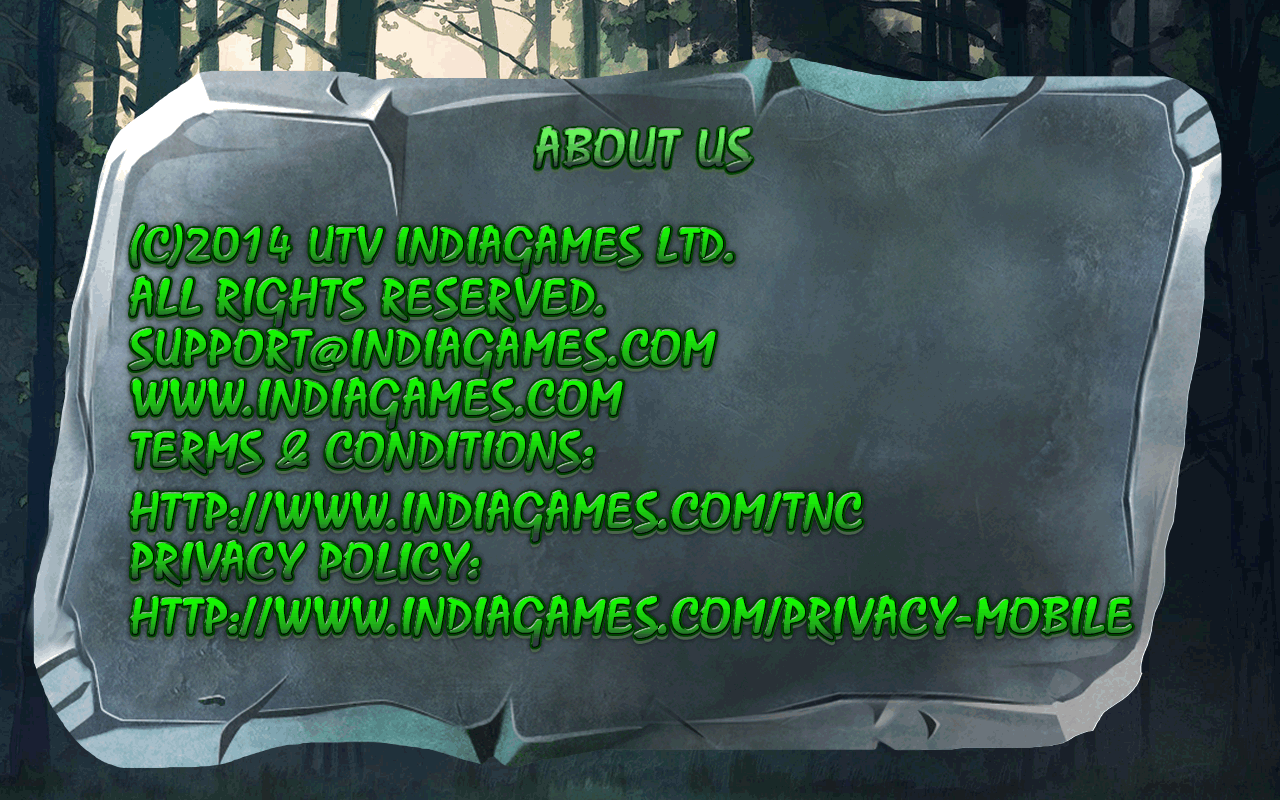 ABOUT US
(C)2014 UTV INDIAGAMES LTD.
ALL RIGHTS RESERVED.
SUPPORT@INDIAGAMES.COM
WWW.INDIAGAMES.COM
TERMS & CONDITIONS:
HTTP://WWW.INDIAGAMES.COM/TNC
PRIVACY POLICY:
HTTP://WWW.INDIAGAMES.COM/PRIVACY-MOBILE